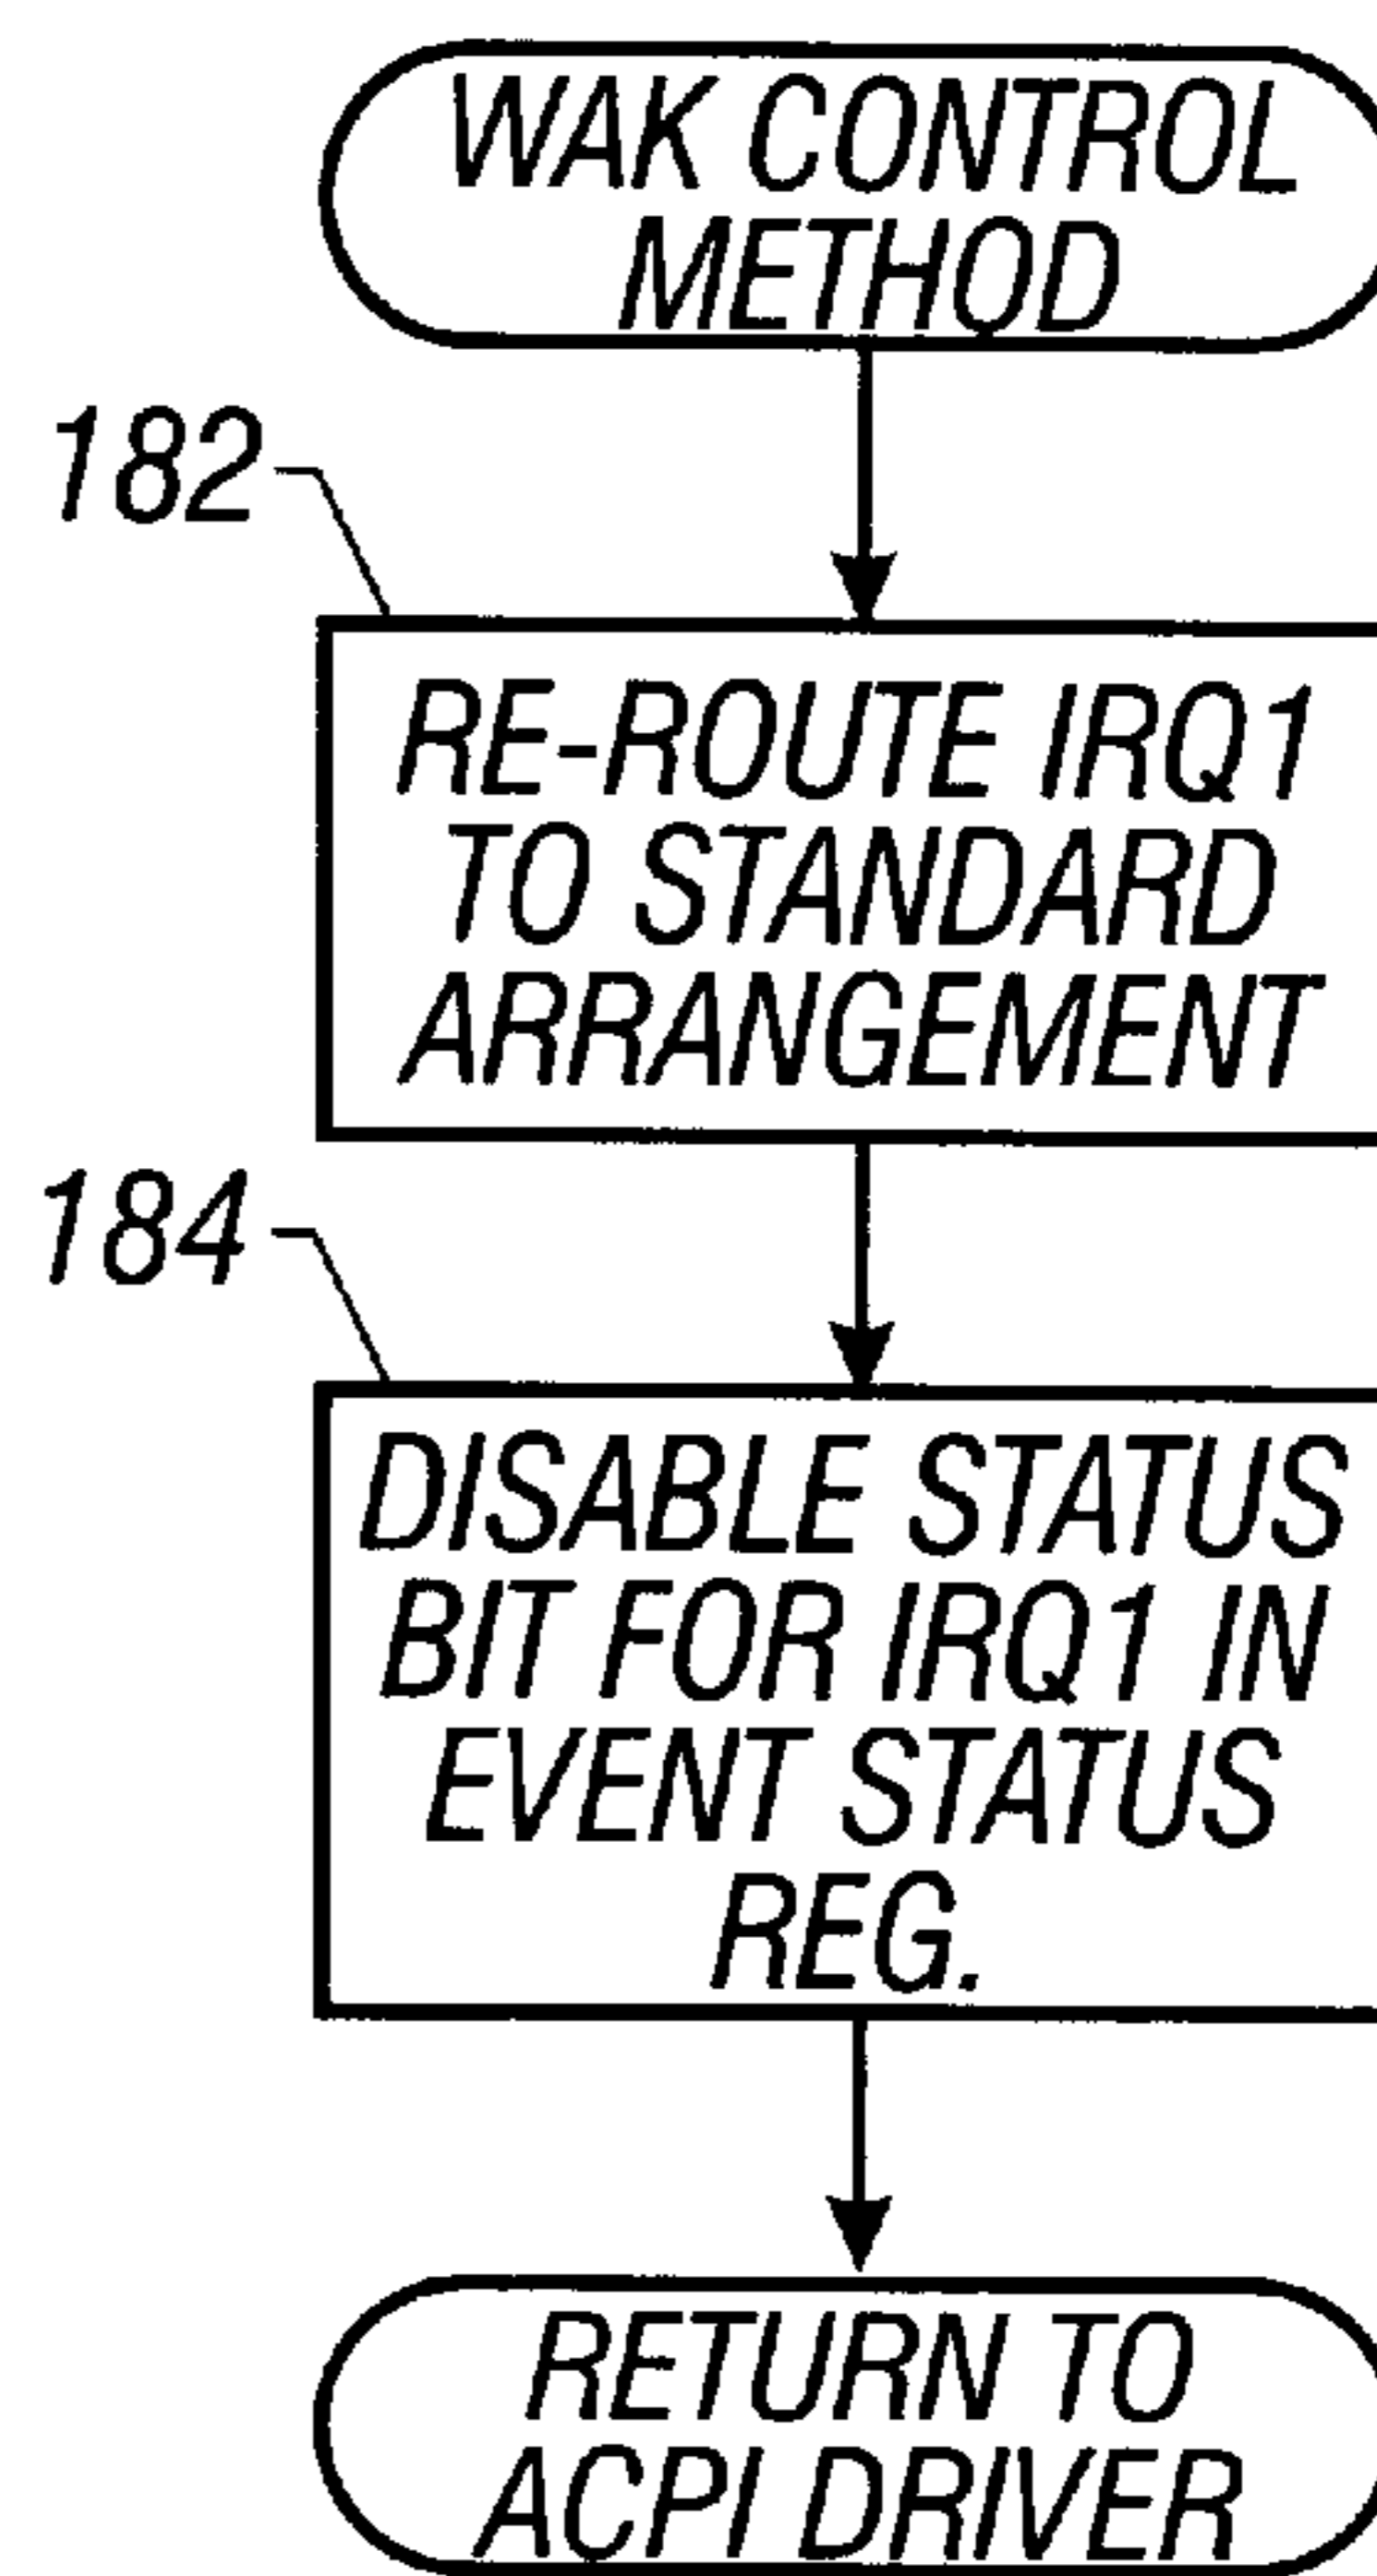 WAK CONTROL
METHOD
182
RE-ROUTE IRQ1
TO STANDARD
ARRANGEMENT
184
DISABLE STATUS
BIT FOR IRQ1 IN
EVENT STATUS
REG.
RETURN TO
ACPI DRIVER